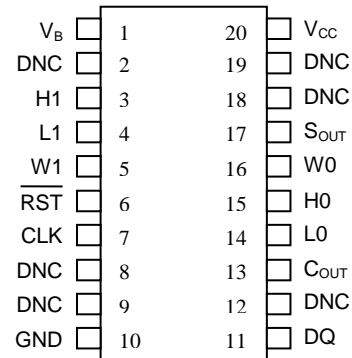 V_B 1 20 V_CC
DNC 2 19 DNC
H1 3 18 DNC
L1 4 17 S_OUT
W1 5 16 W0
R̅S̅T̅ 6 15 H0
CLK 7 14 L0
DNC 8 13 C_OUT
DNC 9 12 DNC
GND 10 11 DQ